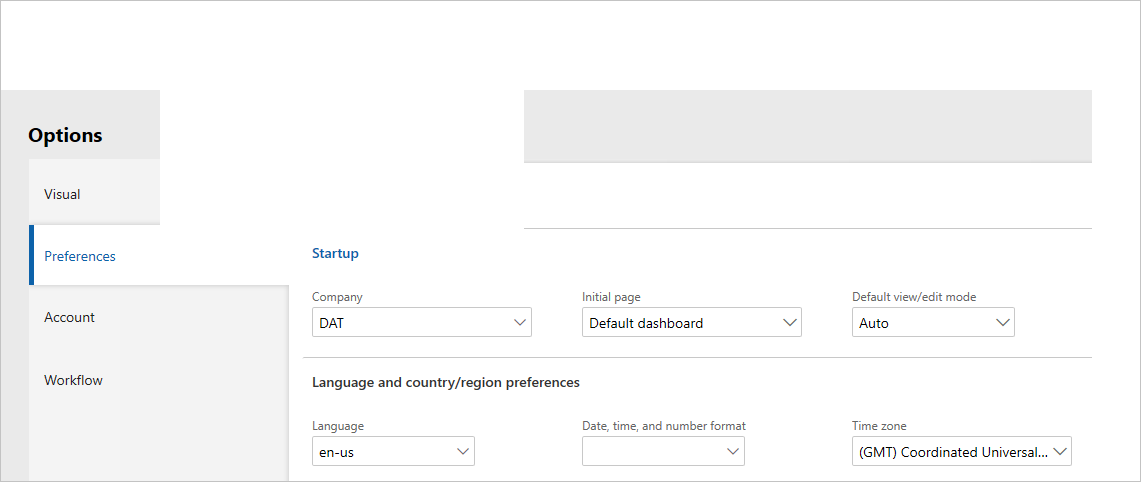 Options
Visual
Preferences
Account
Workflow
Startup
Company
Initial page
Default view/edit mode
DAT
Default dashboard
Auto
Language and country/region preferences
Language
Date, time, and number format
Time zone
en-us
(GMT) Coordinated Universal...